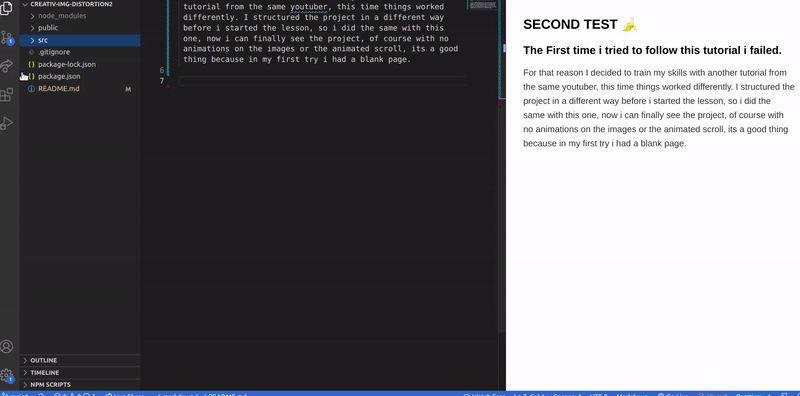 CREATIV-IMG-DISTORTION2
node_modules
public
src
.gitignore
package-lock.json
package.json
README.md M
OUTLINE
TIMELINE
NPM SCRIPTS
tutorial from the same youtuber, this time things worked
differently. I structured the project in a different way
before i started the lesson, so i did the same with this
one, now i can finally see the project, of course with no
animations on the images or the animated scroll, its a good
thing because in my first try i had a blank page.
6
7
SECOND TEST 🍌
The First time i tried to follow this tutorial i failed.
For that reason I decided to train my skills with another tutorial from
the same youtuber, this time things worked differently. I structured the
project in a different way before i started the lesson, so i did the
same with this one, now i can finally see the project, of course with
no animations on the images or the animated scroll, its a good thing
because in my first try i had a blank page.